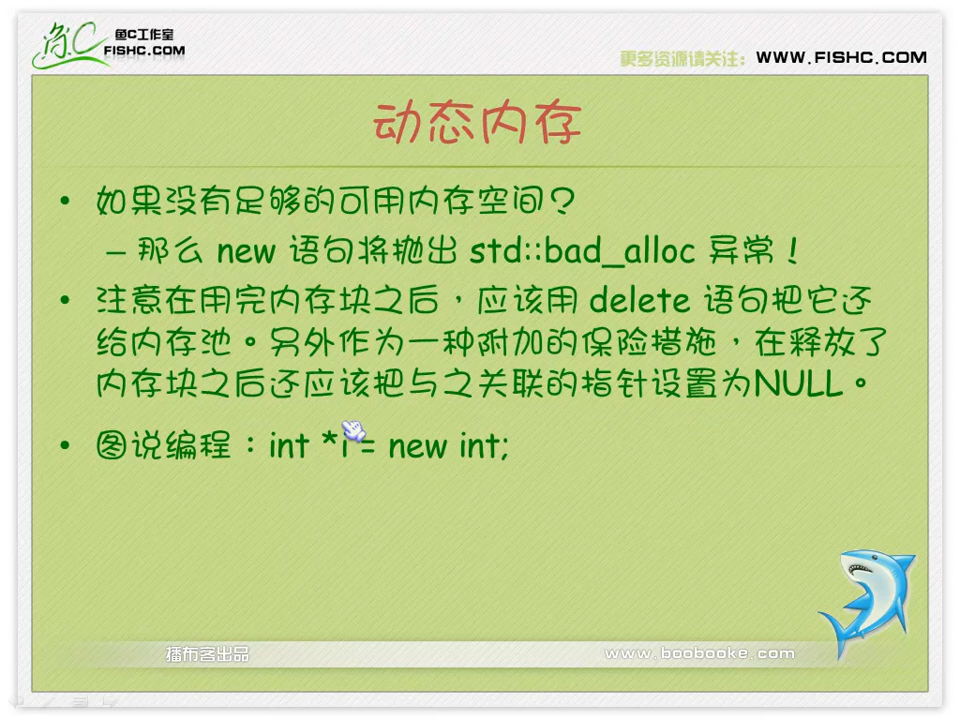 鱼C工作室
FISHC.COM
更多资源请关注：WWW.FISHC.COM
动态内存
• 如果没有足够的可用内存空间？
– 那么 new 语句将抛出 std::bad_alloc 异常！
• 注意在用完内存块之后，应该用 delete 语句把它还
给内存池。另外作为一种附加的保险措施，在释放了
内存块之后还应该把与之关联的指针设置为NULL。
• 图说编程：int *i = new int;
播布客出品
www.boobooke.com